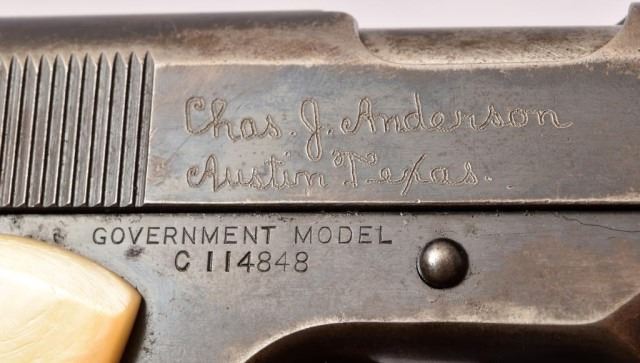 Chas. J. Anderson
Austin Texas.
GOVERNMENT MODEL
C 114848